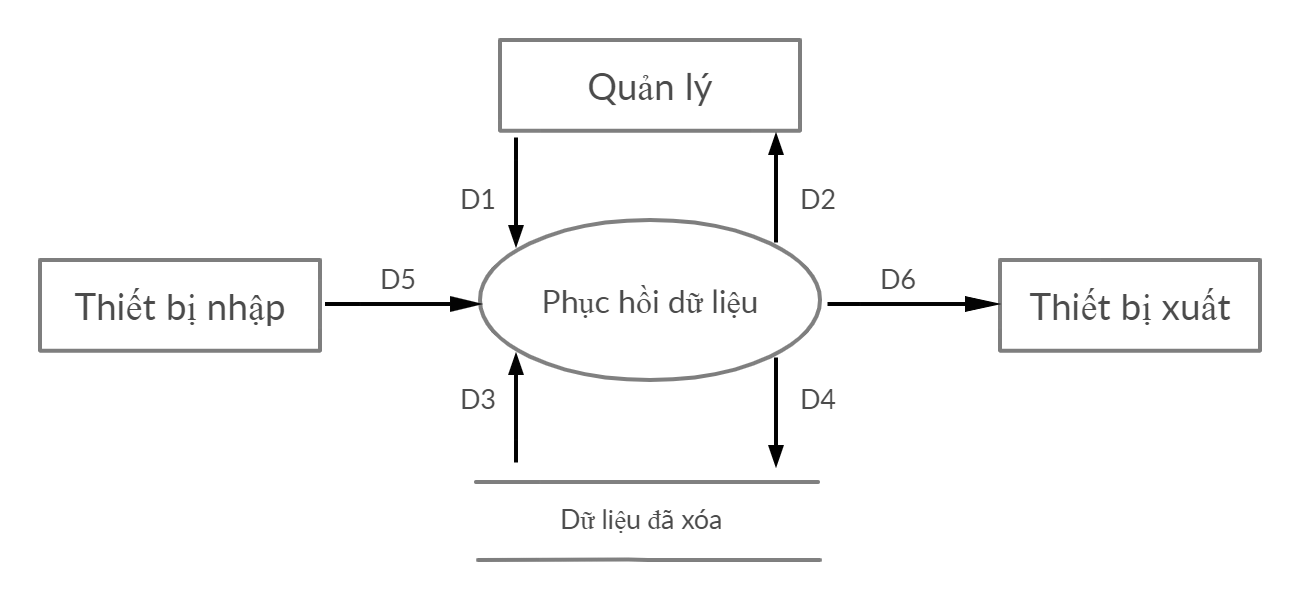 Quản lý
D1
D2
Thiết bị nhập
D5
Phục hồi dữ liệu
D6
Thiết bị xuất
D3
D4
Dữ liệu đã xóa